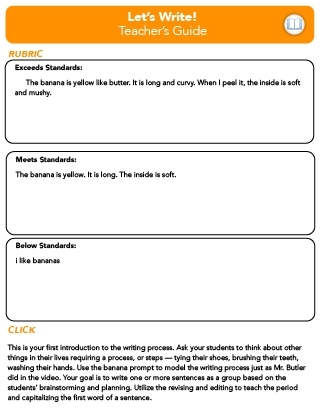 Let's Write!
Teacher's Guide
RUBRIC
Exceeds Standards:
The banana is yellow like butter. It is long and curvy. When I peel it, the inside is soft
and mushy.
Meets Standards:
The banana is yellow. It is long. The inside is soft.
Below Standards:
i like bananas
CLICK
This is your first introduction to the writing process. Ask your students to think about other
things in their lives requiring a process, or steps — tying their shoes, brushing their teeth,
washing their hands. Use the banana prompt to model the writing process just as Mr. Butler
did in the video. Your goal is to write one or more sentences as a group based on the
students' brainstorming and planning. Utilize the revising and editing to teach the period
and capitalizing the first word of a sentence.